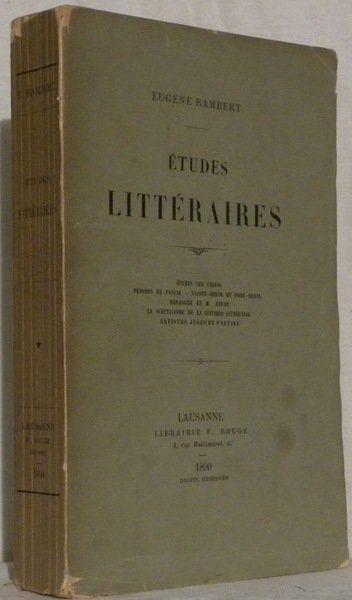 E. RAMBERT
ÉTUDES
LITTÉRAIRES
*
LAUSANNE
F. ROUGE
1890
EUGÈNE RAMBERT
ÉTUDES
LITTÉRAIRES
ÉTUDES SUR CALVIN
PENSÉES DE PASCAL — SAINTE-BEUVE ET PORT-ROYAL
BÉRANGER ET M. RENAN
LE SCEPTICISME DE LA CRITIQUE LITTÉRAIRE
ARTISTES JUGES ET PARTIES
LAUSANNE
LIBRAIRIE F. ROUGE
4, rue Haldimand, 4
1890
DROITS RÉSERVÉS